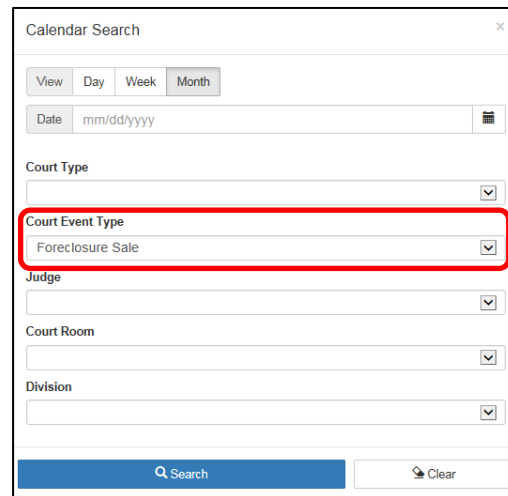 Calendar Search ×
View Day Week Month
Date mm/dd/yyyy
Court Type
Court Event Type
Foreclosure Sale
Judge
Court Room
Division
Search Clear